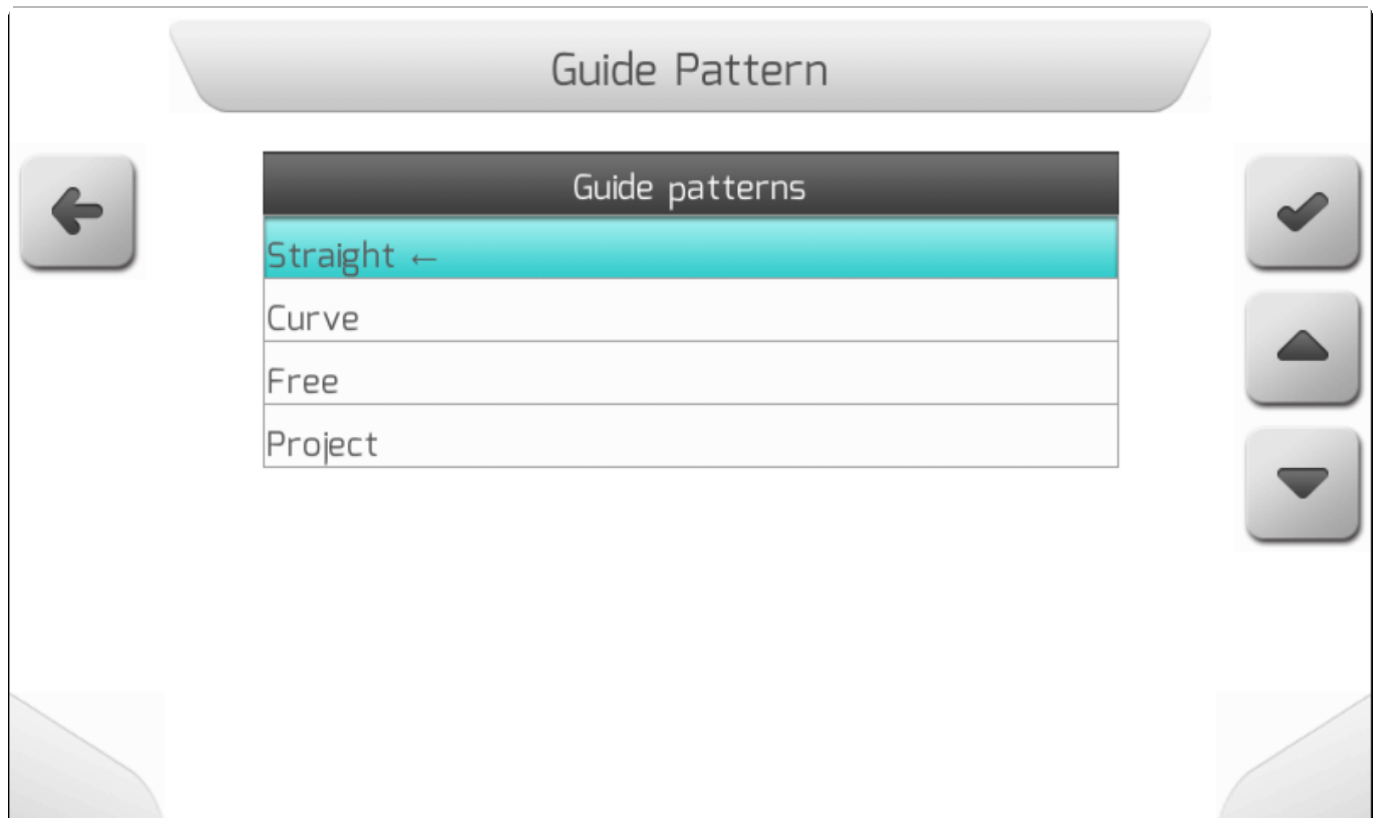 Guide Pattern
Guide patterns
Straight ←
Curve
Free
Project